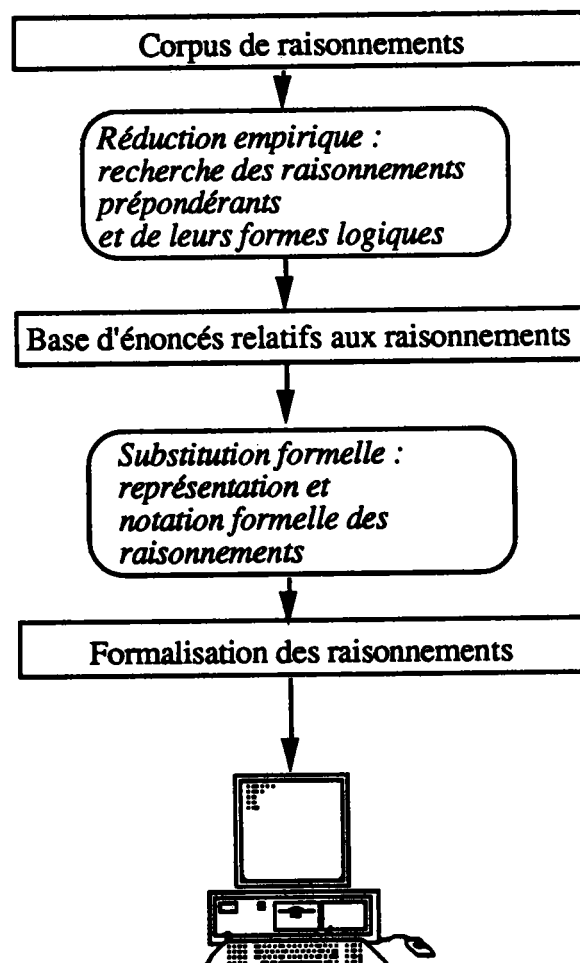 Corpus de raisonnements
Réduction empirique :
recherche des raisonnements
prépondérants
et de leurs formes logiques
Base d'énoncés relatifs aux raisonnements
Substitution formelle :
représentation et
notation formelle des
raisonnements
Formalisation des raisonnements